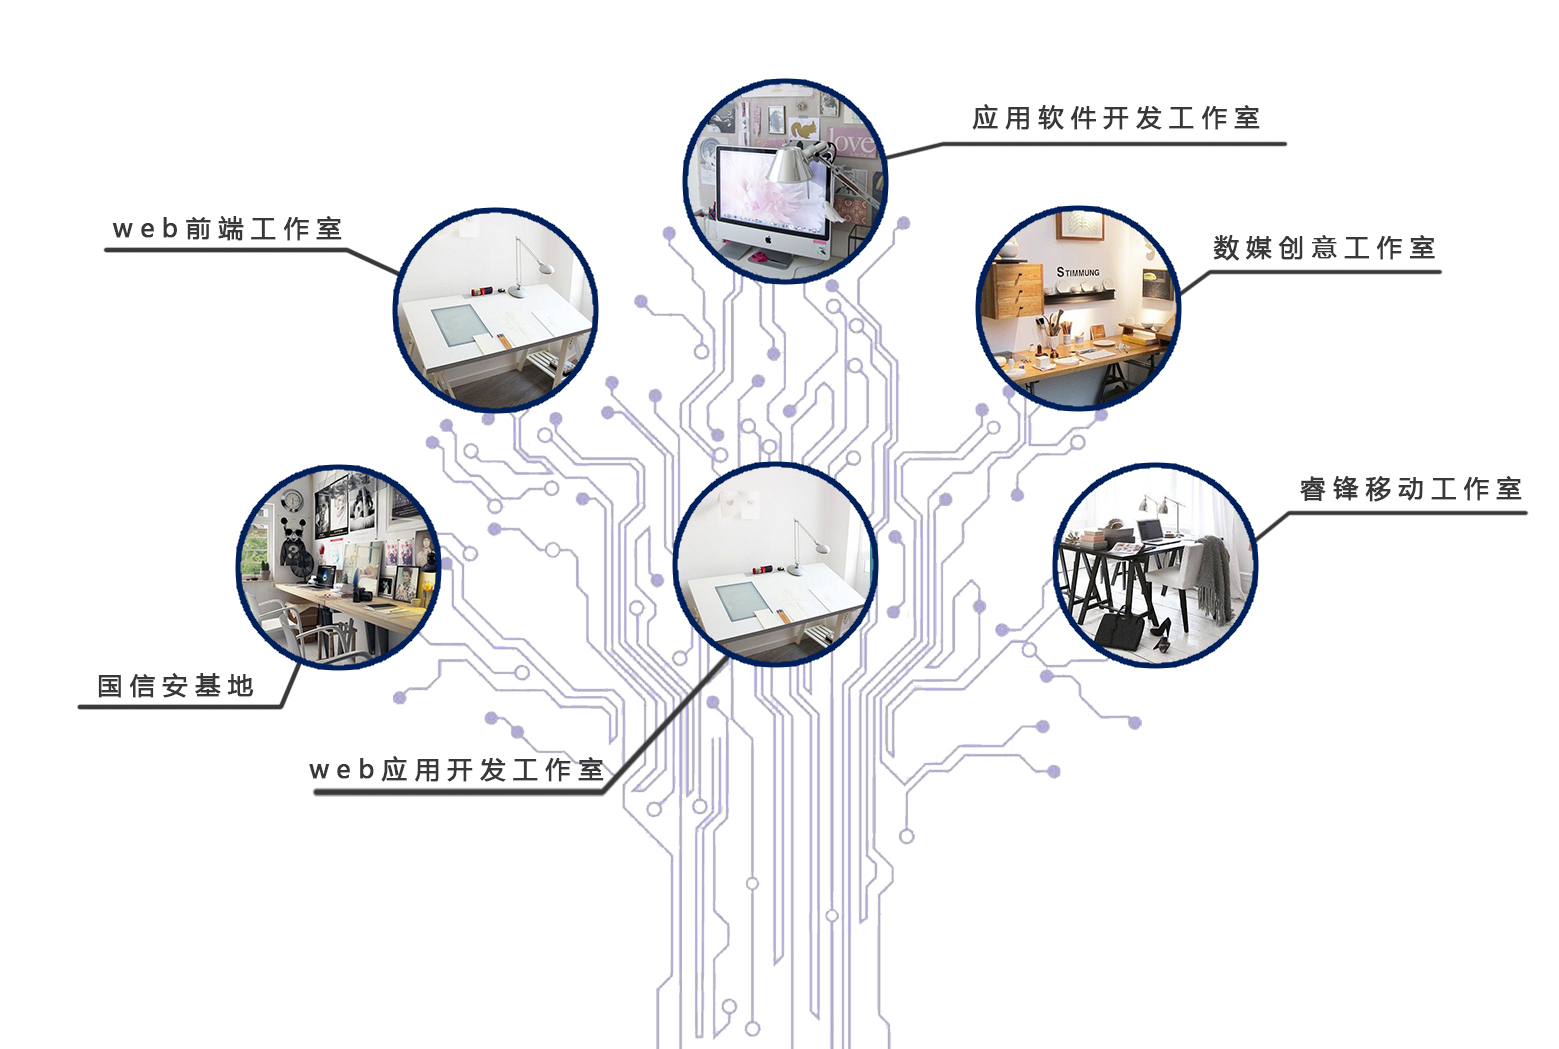 应用软件开发工作室
love
web前端工作室
数媒创意工作室
STIMMUNG
睿锋移动工作室
国信安基地
web应用开发工作室